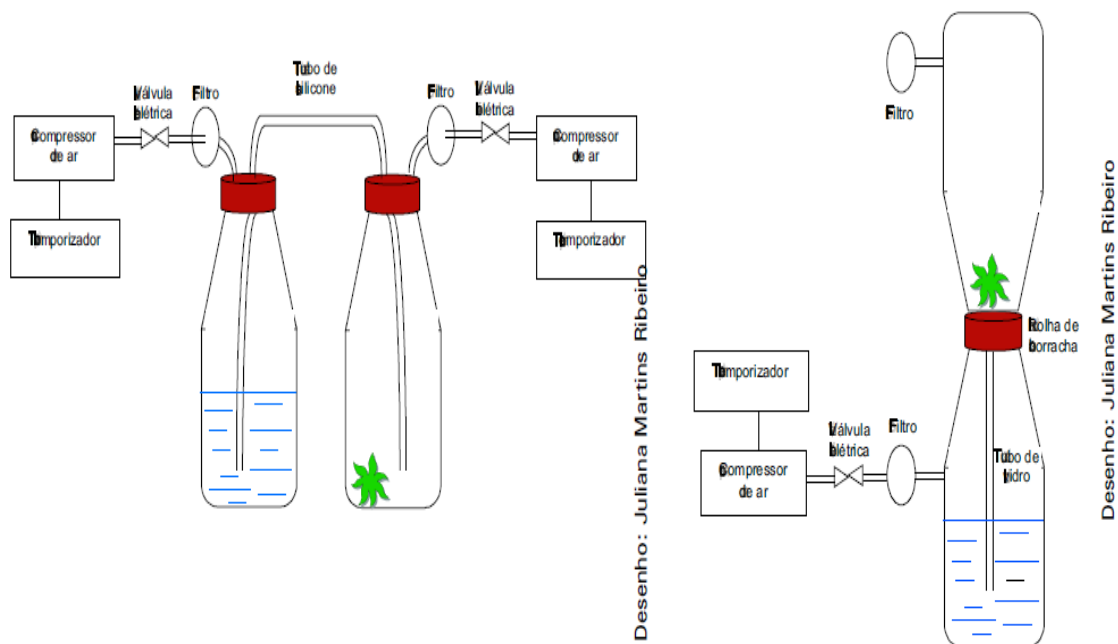 Tubo de
silicone
Válvula
elétrica
Filtro
Filtro
Válvula
elétrica
Compressor
de ar
Compressor
de ar
Temporizador
Temporizador
Desenho: Juliana Martins Ribeiro
Filtro
Rolha de
borracha
Temporizador
Válvula
elétrica
Filtro
Compressor
de ar
Tubo de
vidro
Desenho: Juliana Martins Ribeiro